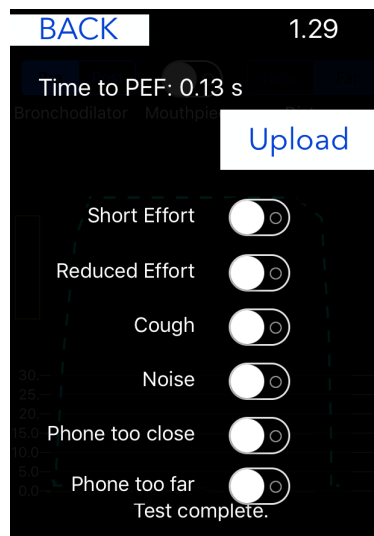 BACK 1.29
Time to PEF: 0.13 s
Bronchodilator Mouthpie
Upload
Short Effort
Reduced Effort
Cough
Noise
30.
25.
20.
Phone too close
15.0
10.0
Phone too far
5.0
0.0
Test complete.